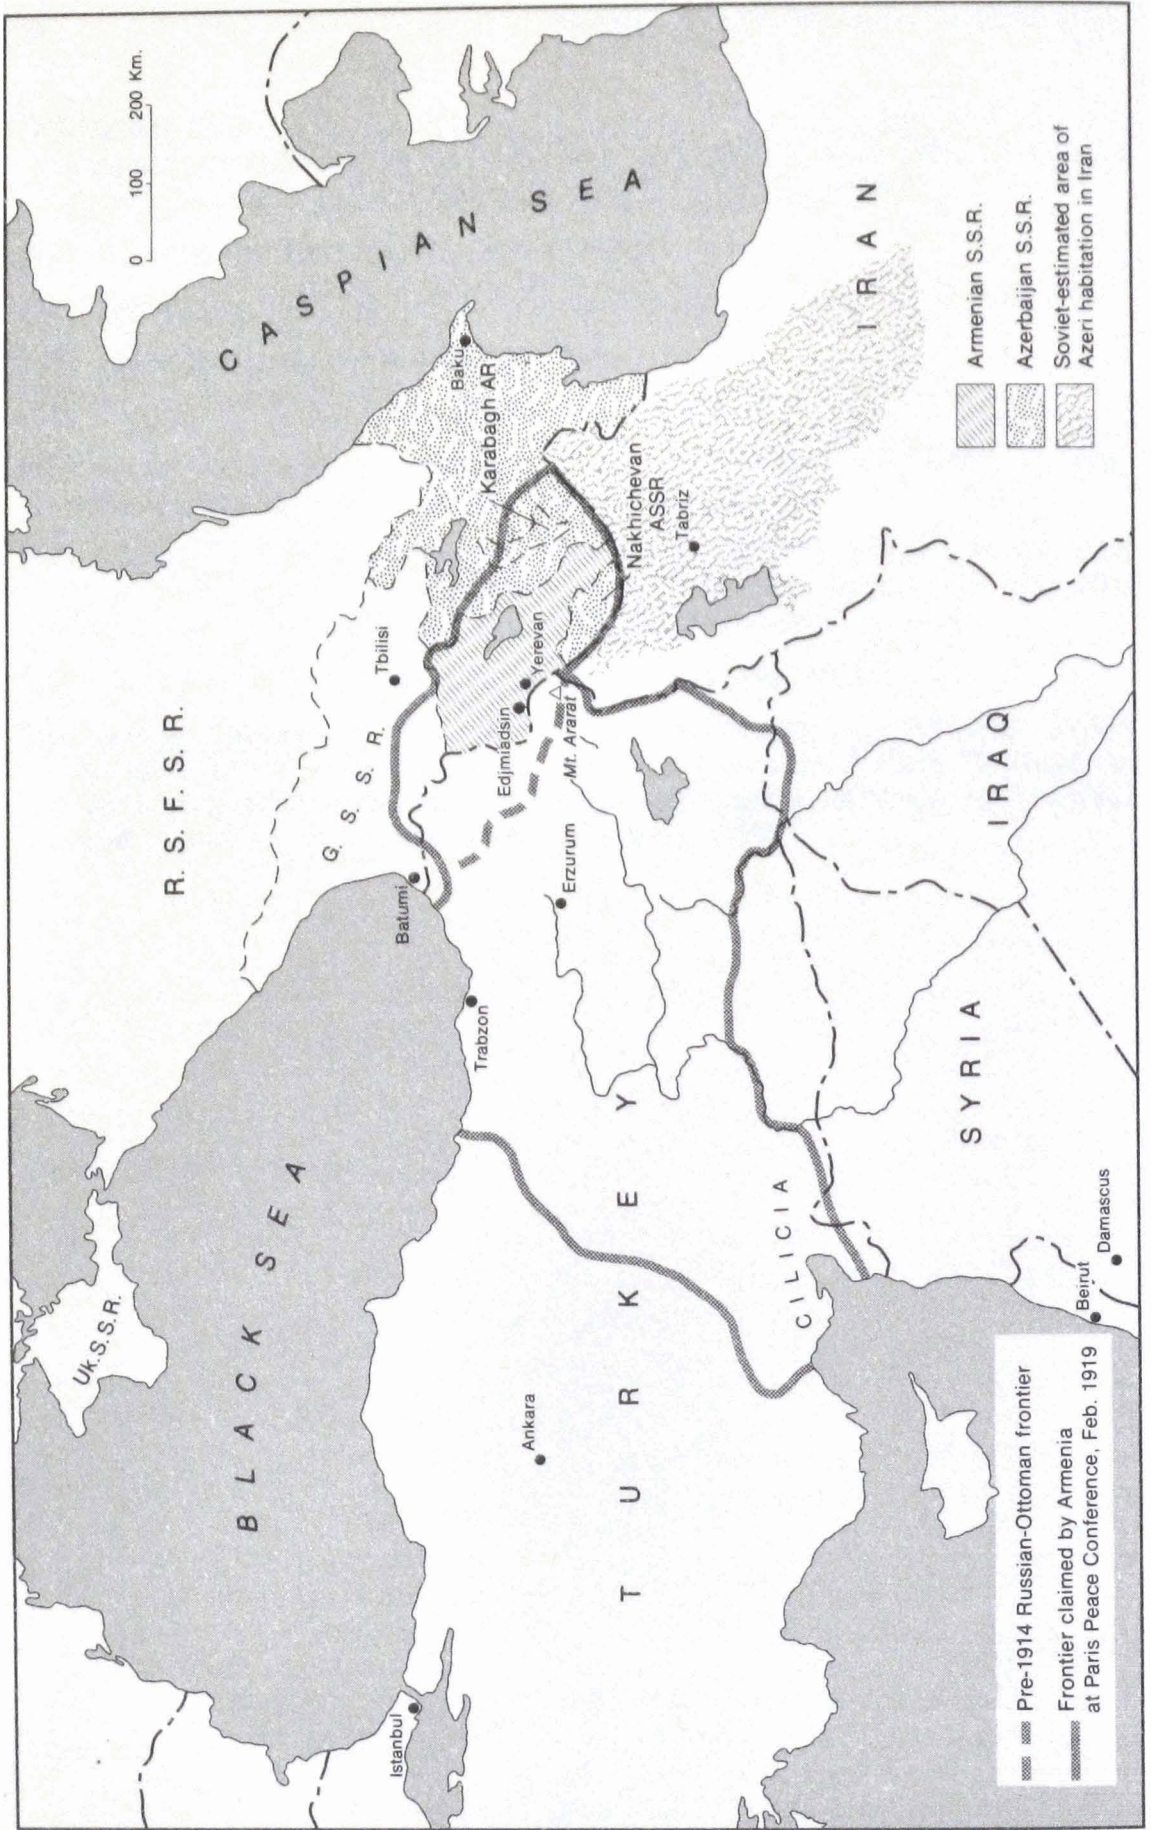 R. S. F. S. R.
Uk.S.S.R.
BLACK SEA
CASPIAN SEA
0 100 200 Km.
G. S. S. R.
Tbilisi
Batumi
Baku
Karabagh AR
Istanbul
Trabzon
Edjmiadsin
Yerevan
Mt. Ararat
Nakhichevan
ASSR
Tabriz
Ankara
Erzurum
TURKEY
CILICIA
IRAN
SYRIA
IRAQ
Beirut
Damascus
Pre-1914 Russian-Ottoman frontier
Frontier claimed by Armenia
at Paris Peace Conference, Feb. 1919
Armenian S.S.R.
Azerbaijan S.S.R.
Soviet-estimated area of
Azeri habitation in Iran